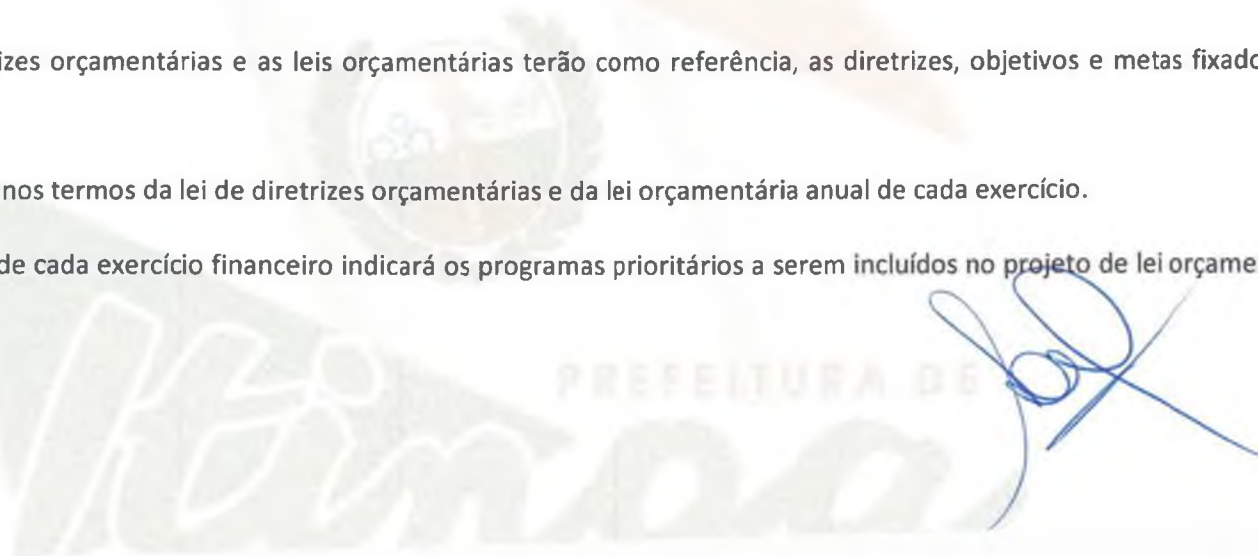 izes orçamentárias e as leis orçamentárias terão como referência, as diretrizes, objetivos e metas fixado
nos termos da lei de diretrizes orçamentárias e da lei orçamentária anual de cada exercício.
de cada exercício financeiro indicará os programas prioritários a serem incluídos no projeto de lei orçame
PREFEITURA DE